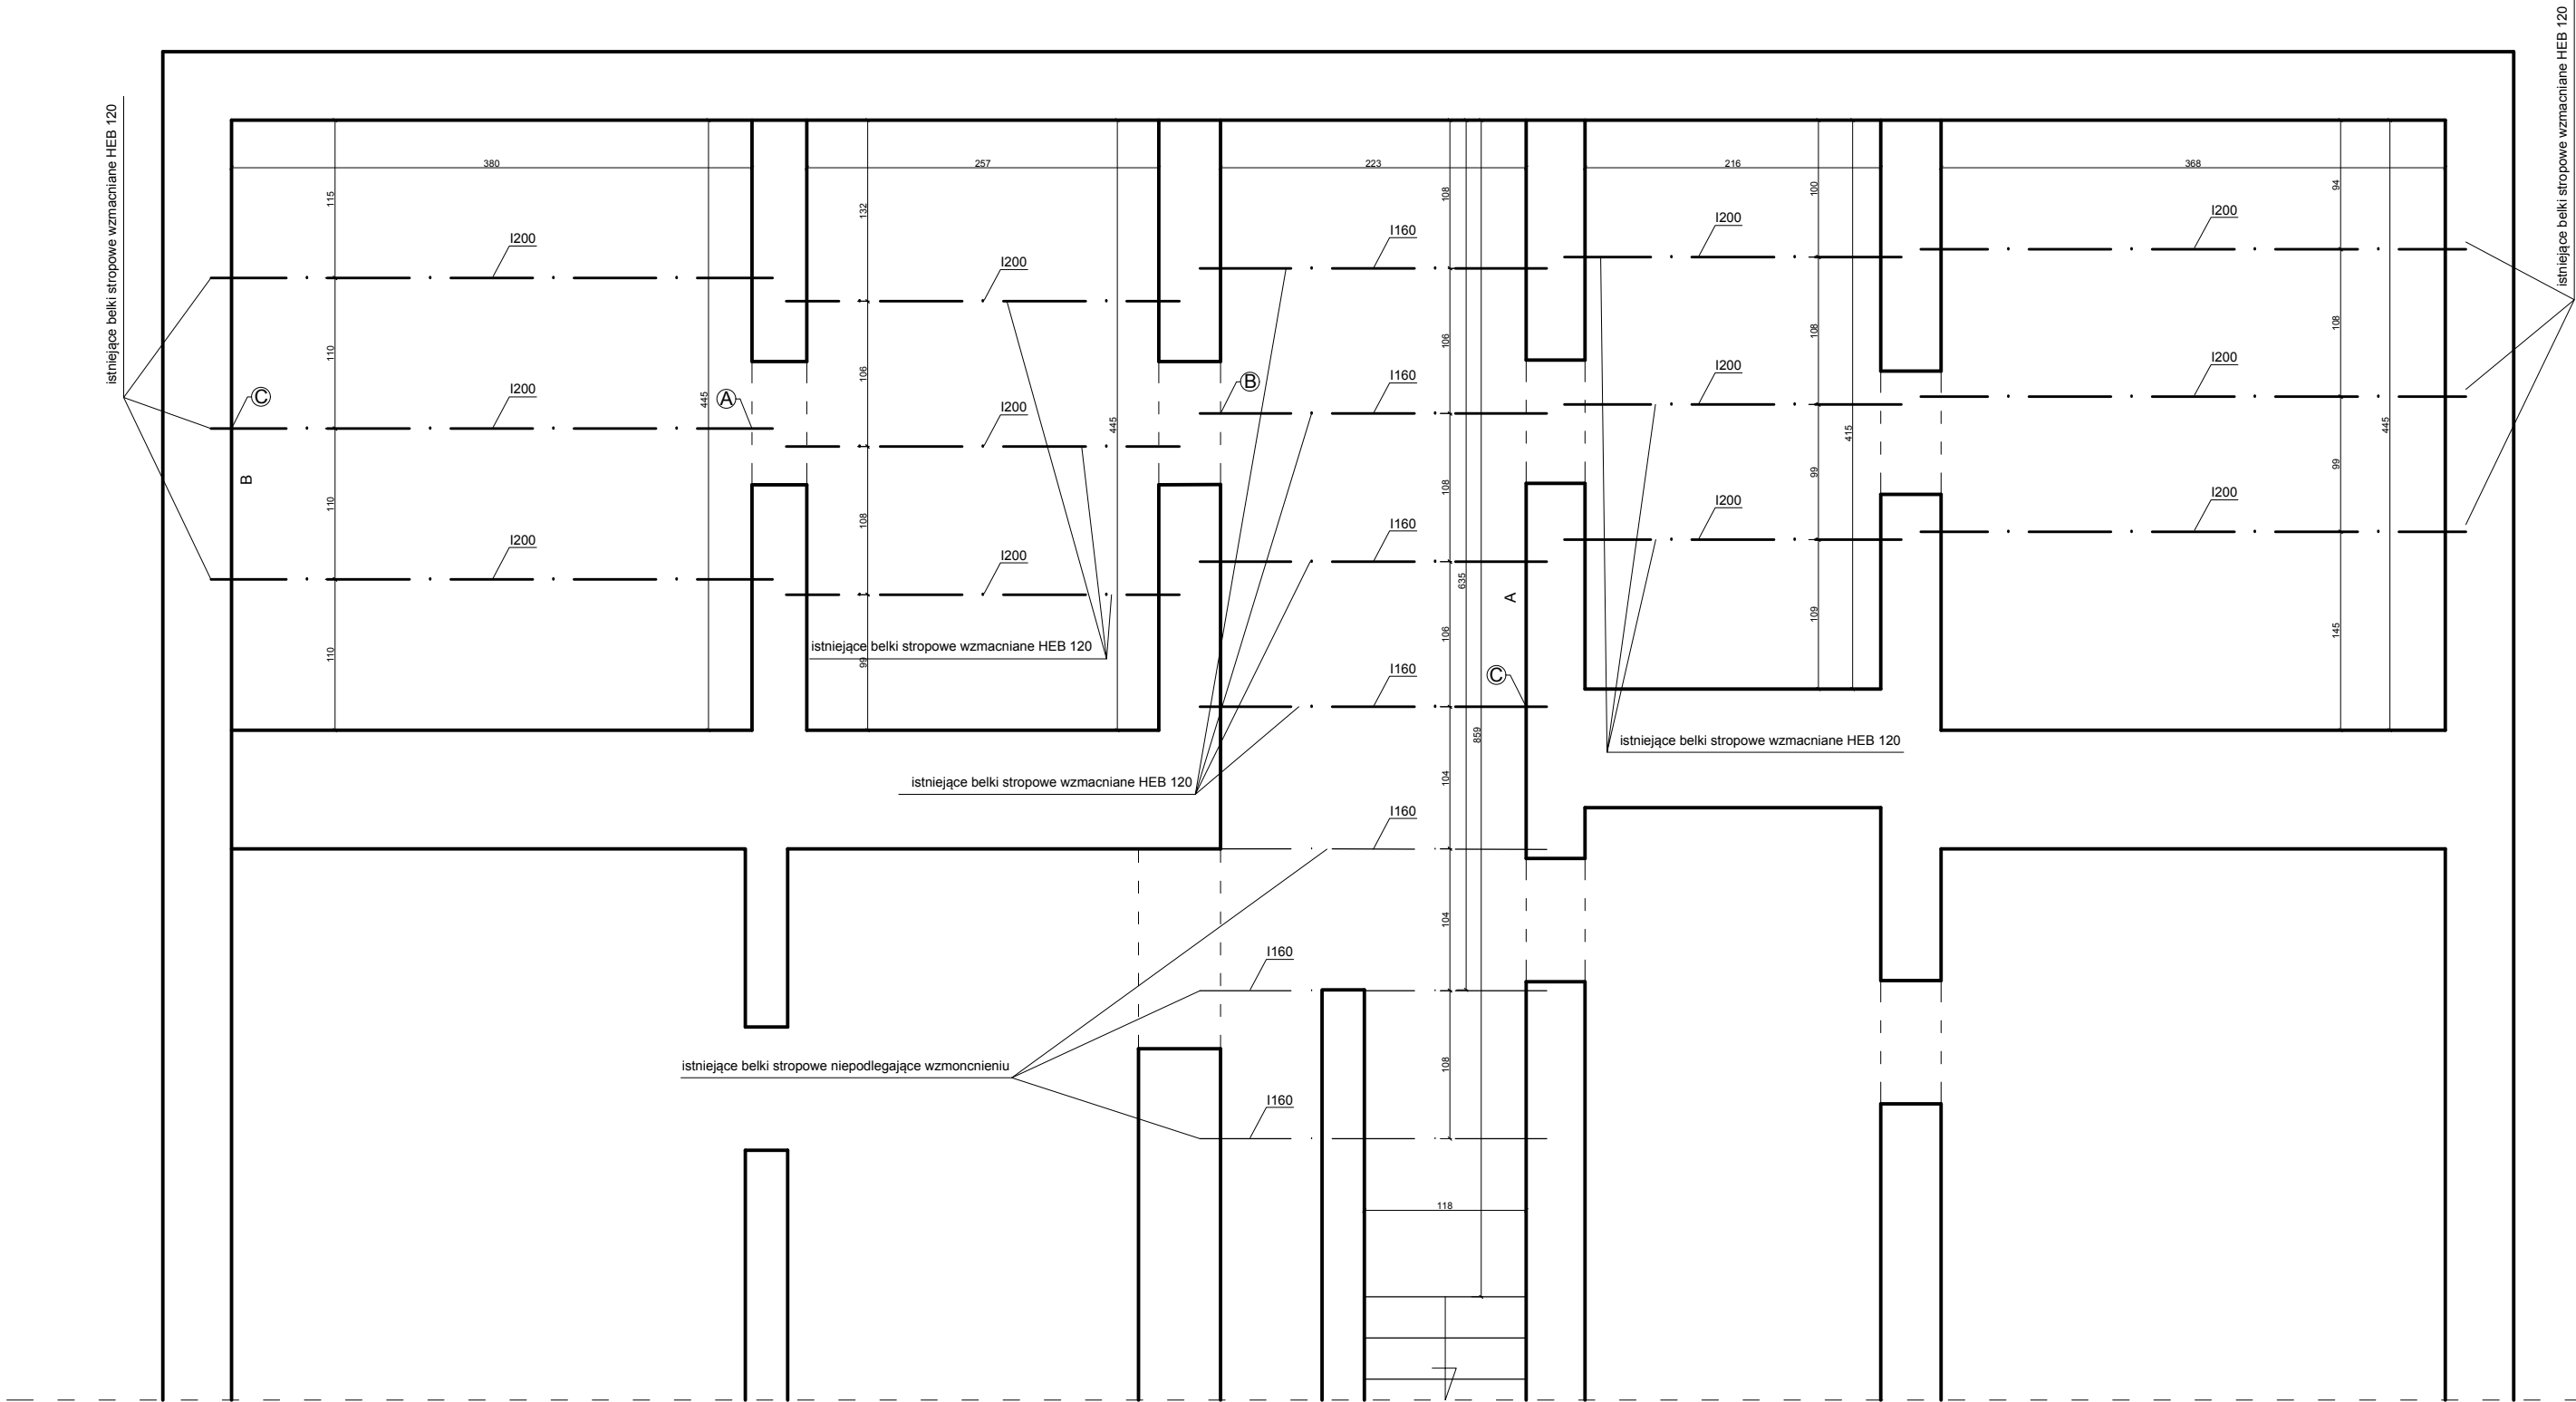 istniejące belki stropowe wzmacniane HEB 120
istniejące belki stropowe wzmacniane HEB 120
380
257
223
216
368
115
132
108
100
94
I200
I200
I160
I200
I200
110
106
106
108
108
I200
I200
I160
I200
I200
C
A
B
445
445
415
445
B
110
108
108
99
99
I200
I200
I160
I200
I200
635
A
110
99
106
109
145
istniejące belki stropowe wzmacniane HEB 120
I160
C
859
istniejące belki stropowe wzmacniane HEB 120
istniejące belki stropowe wzmacniane HEB 120
104
I160
104
I160
istniejące belki stropowe niepodlegające wzmoncnieniu
108
I160
118